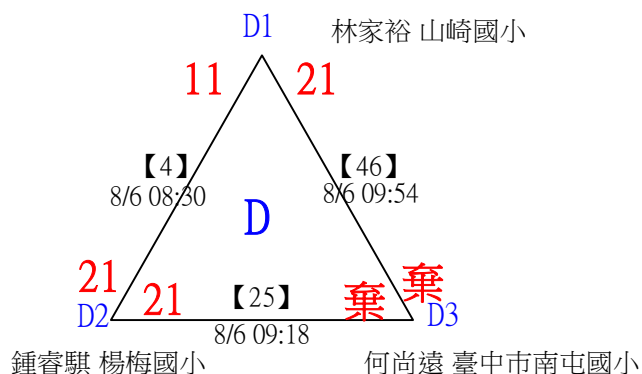 D1
林家裕 山崎國小
11
21
【4】
8/6 08:30
【46】
8/6 09:54
D
21
21
【25】
棄
棄
D2
8/6 09:18
D3
鍾睿騏 楊梅國小
何尚遠 臺中市南屯國小